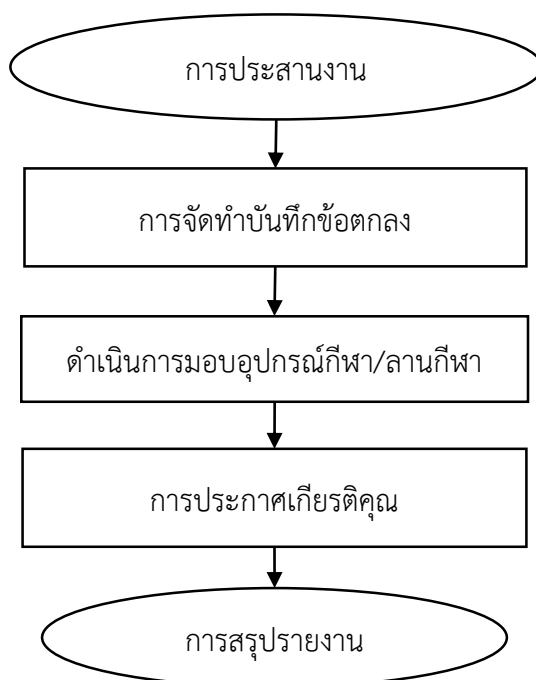 การประสานงาน
การจัดทำบันทึกข้อตกลง
ดำเนินการมอบอุปกรณ์กีฬา/ลานกีฬา
การประกาศเกียรติคุณ
การสรุปรายงาน